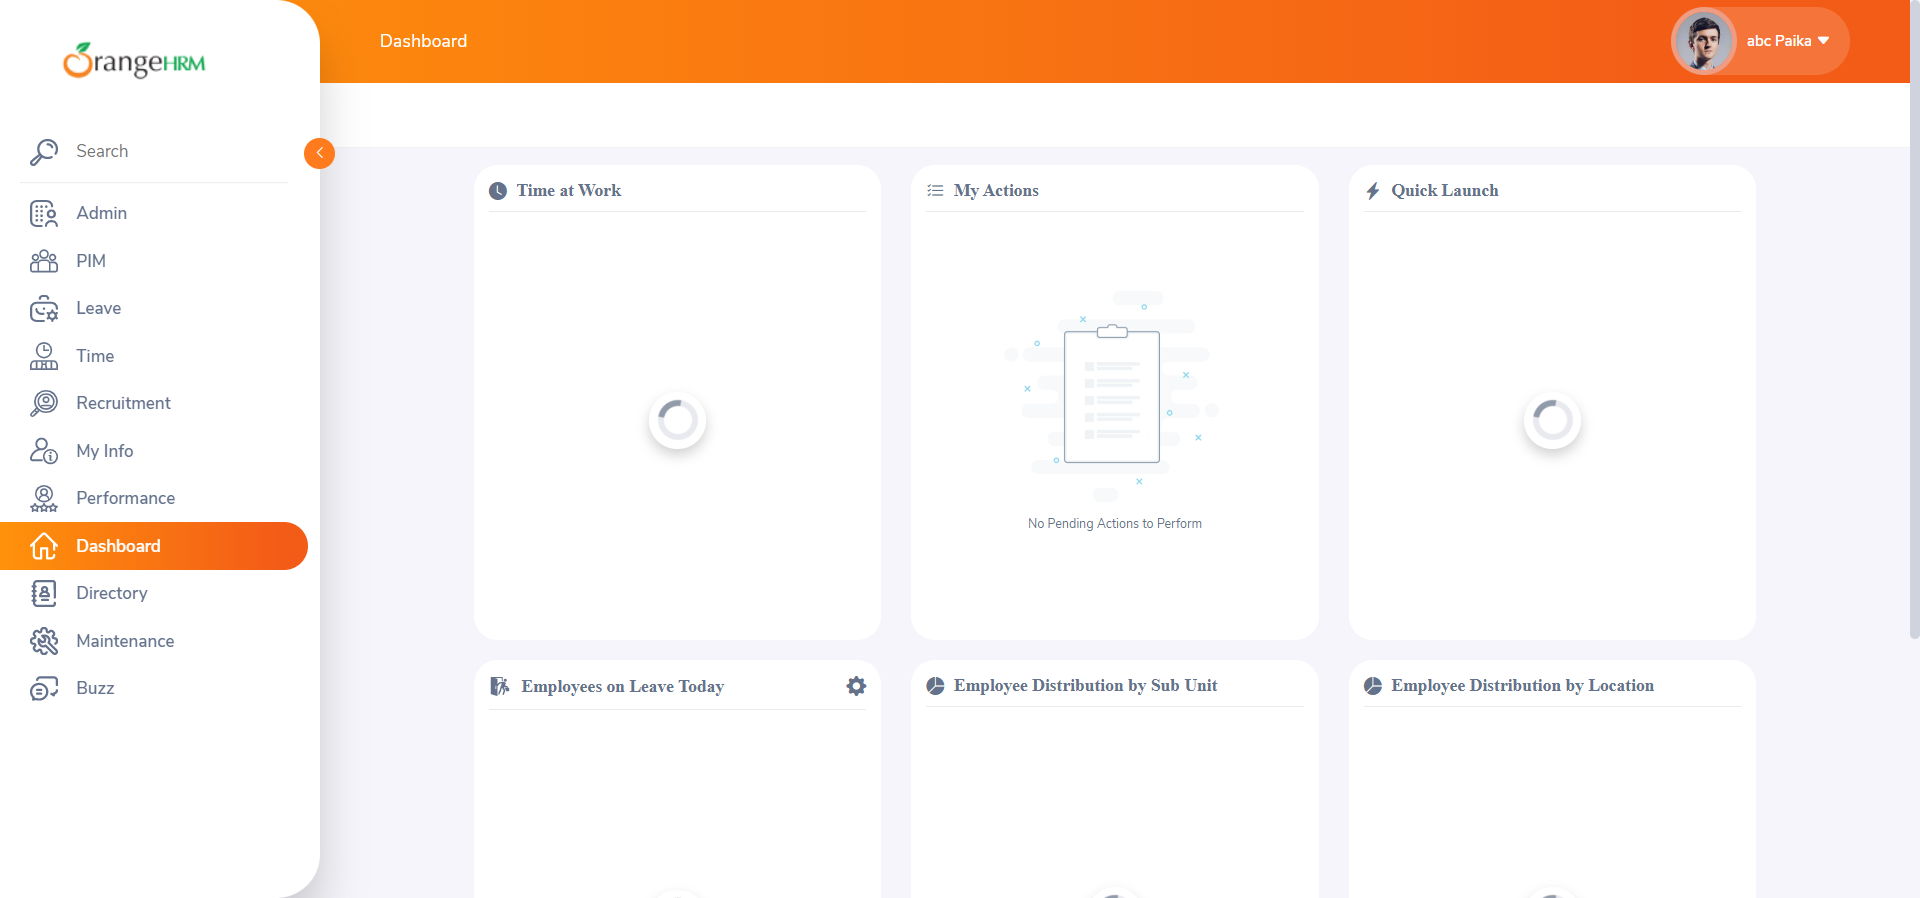 OrangeHRM
Dashboard
abc Paika
Search
Admin
PIM
Leave
Time
Recruitment
My Info
Performance
Dashboard
Directory
Maintenance
Buzz
Time at Work
My Actions
No Pending Actions to Perform
Quick Launch
Employees on Leave Today
Employee Distribution by Sub Unit
Employee Distribution by Location